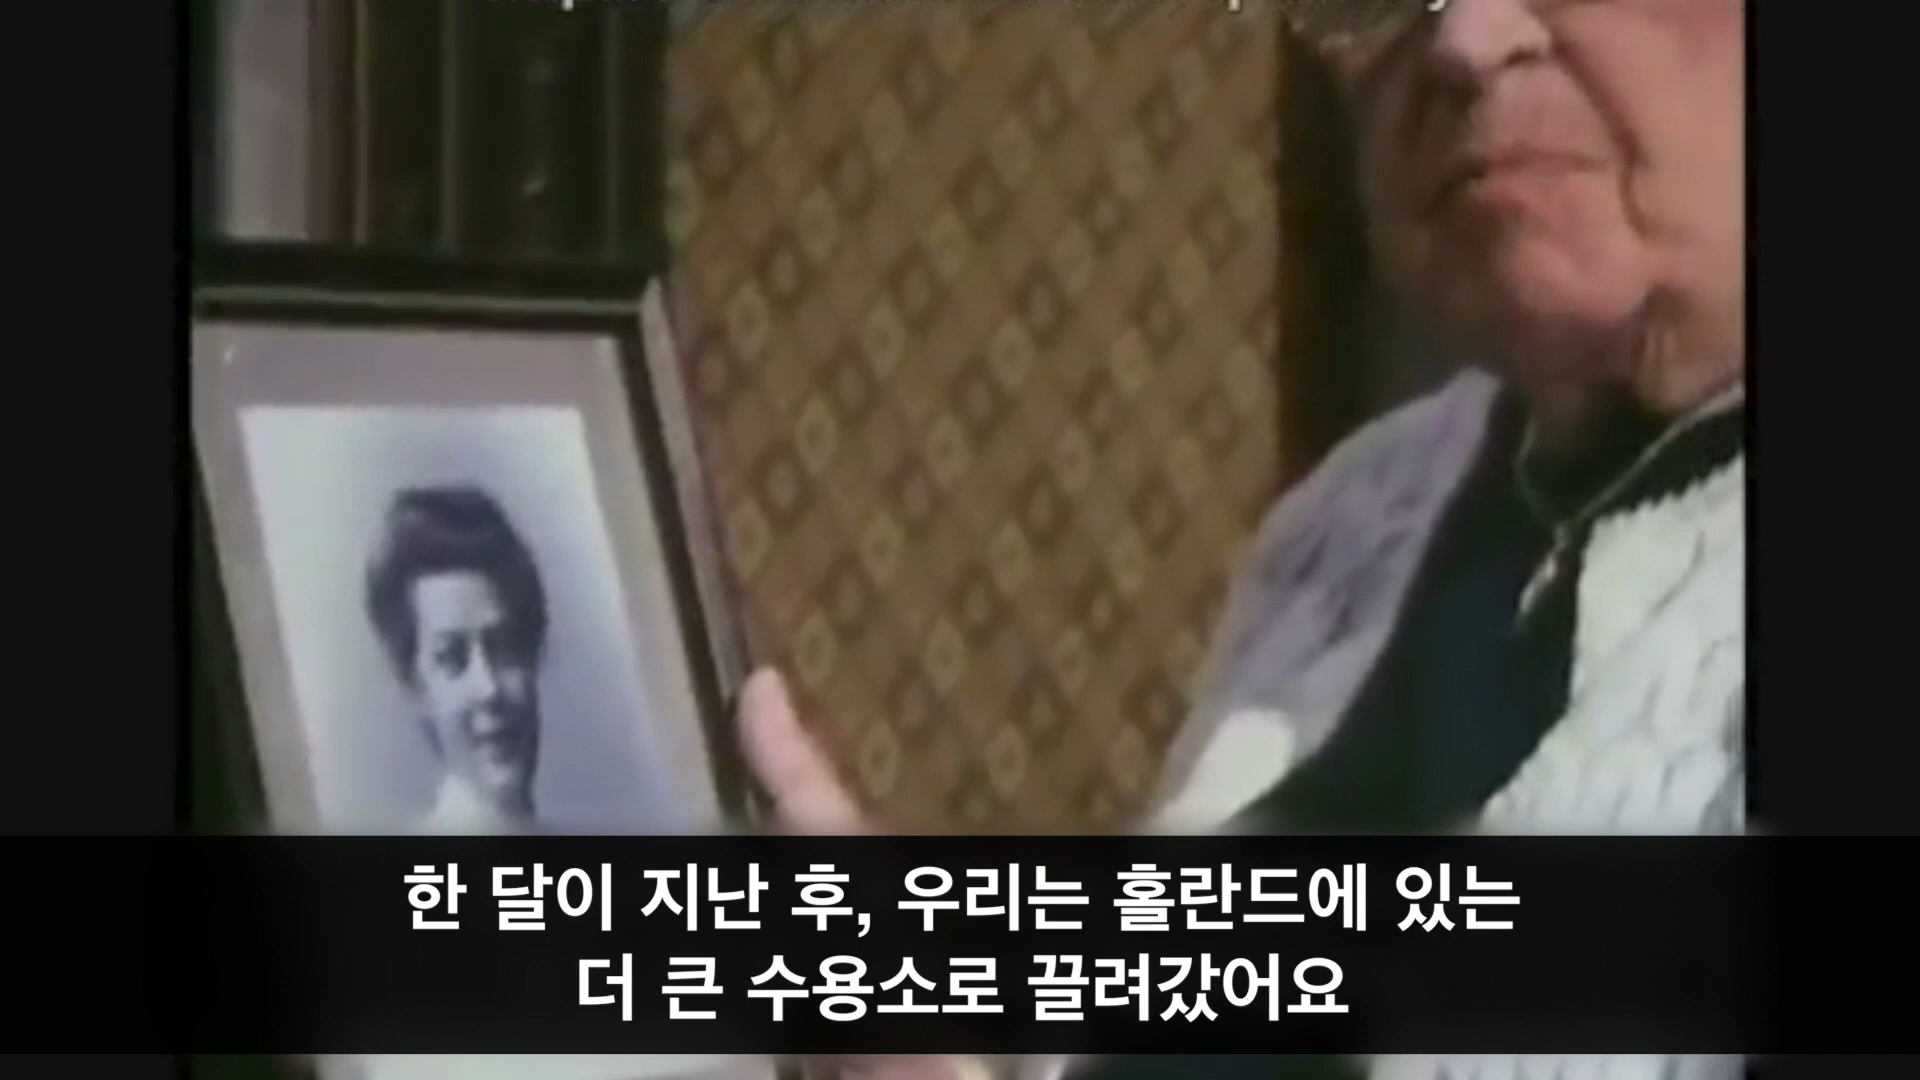 한 달이 지난 후, 우리는 홀란드에 있는
더 큰 수용소로 끌려갔어요